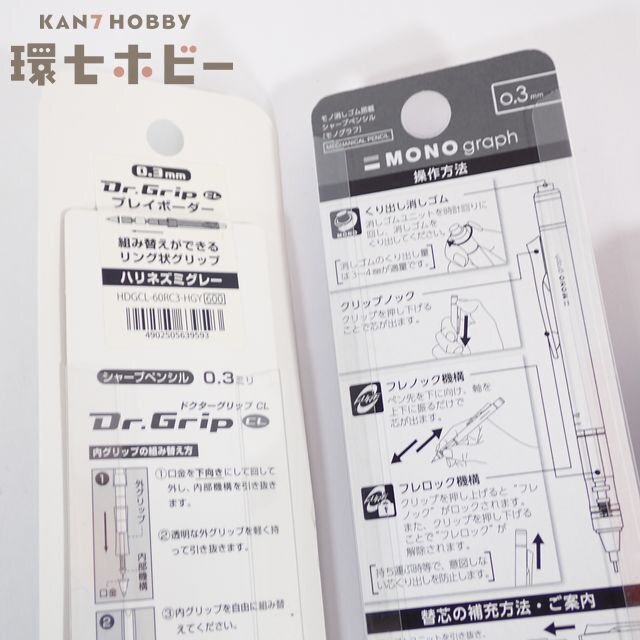 KAN7HOBBY
環七ホビー
0.3mm
Dr.Grip CL
プレイボーダー
組み替えができる
リング状グリップ
ハリネズミグレー
HDGCL-60RC3-HGY 600
4902505639593
シャープペンシル 0.3ミリ
ドクターグリップ CL
Dr.Grip CL
内グリップの組み替え方
1
①口金を下向きにして回して
外し、内部機構を引き抜き
ます。
外グリップ
内部機構
口金
2
②透明な外グリップを軽く持
って引き抜きます。
③内グリップを自由に組み替
えてください。
モノ消しゴム搭載
シャープペンシル
[モノグラフ]
MECHANICAL PENCIL
0.3mm
MONO graph
操作方法
くり出し消しゴム
消しゴムユニットを時計回りに
回し、消しゴムを
くり出してください。
[消しゴムのくり出し量
は3~4mmが適量です。]
MONO
クリップノック
クリップを押し下げる
ことで芯が出ます。
フレノック機構
ペン先を下に向け、軸を
上下に振るだけで
芯が出ます。
フレロック機構
クリップを押し上げると"フレ
ノック"がロックされます。
また、クリップを押し下げる
ことで"フレロック"が
解除されます。
[持ち運び時等で、意図しな
い芯くり出しを防止します。]
替芯の補充方法・ご案内